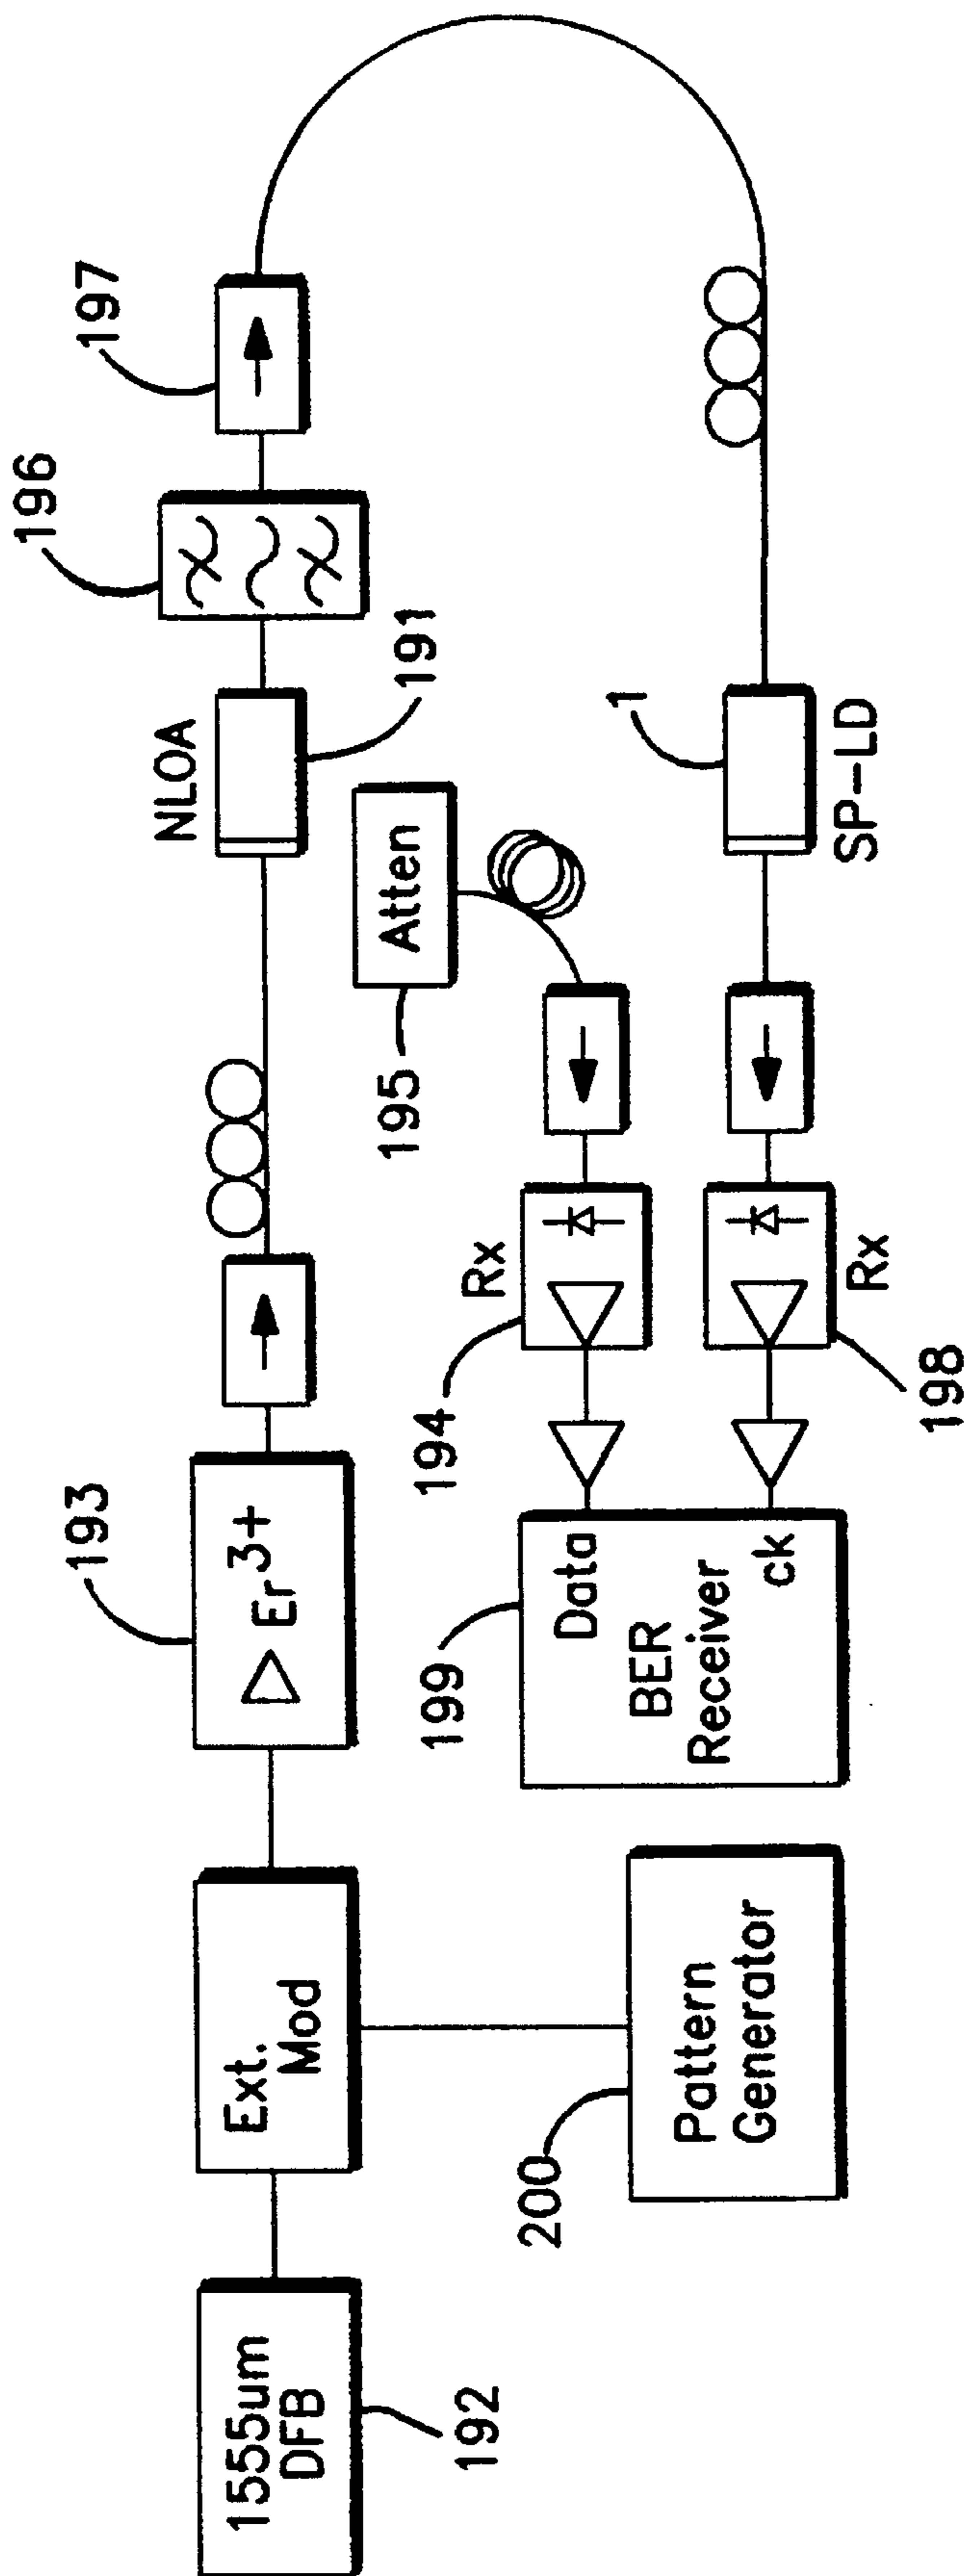 1555um
DFB
192
Ext.
Mod
Pattern
Generator
200
Er3+
193
NLOA
191
196
197
Atten
195
Rx
194
Rx
198
Data
BER
Receiver
ck
199
1
SP-LD